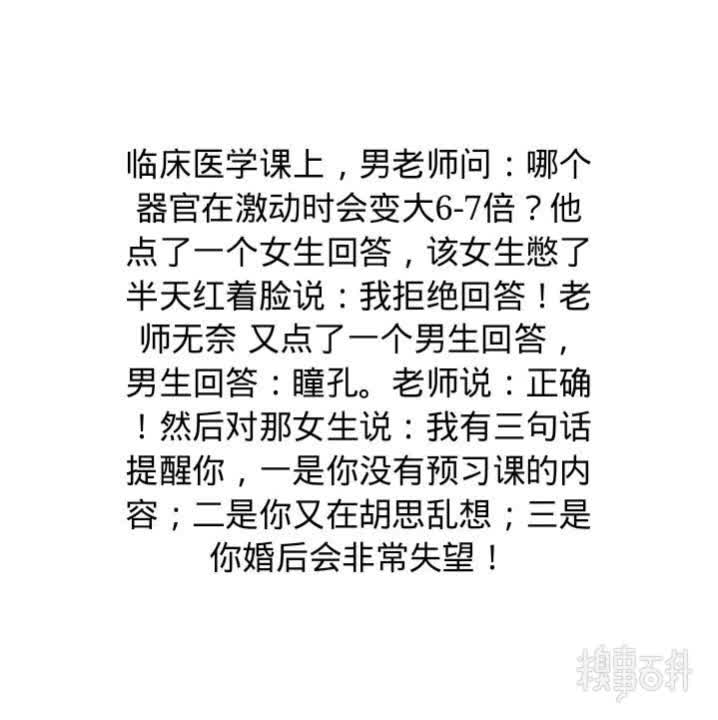 临床医学课上，男老师问：哪个
器官在激动时会变大6-7倍？他
点了一个女生回答，该女生憋了
半天红着脸说：我拒绝回答！老
师无奈 又点了一个男生回答，
男生回答：瞳孔。老师说：正确
！然后对那女生说：我有三句话
提醒你，一是你没有预习课的内
容；二是你又在胡思乱想；三是
你婚后会非常失望！
糗事百科